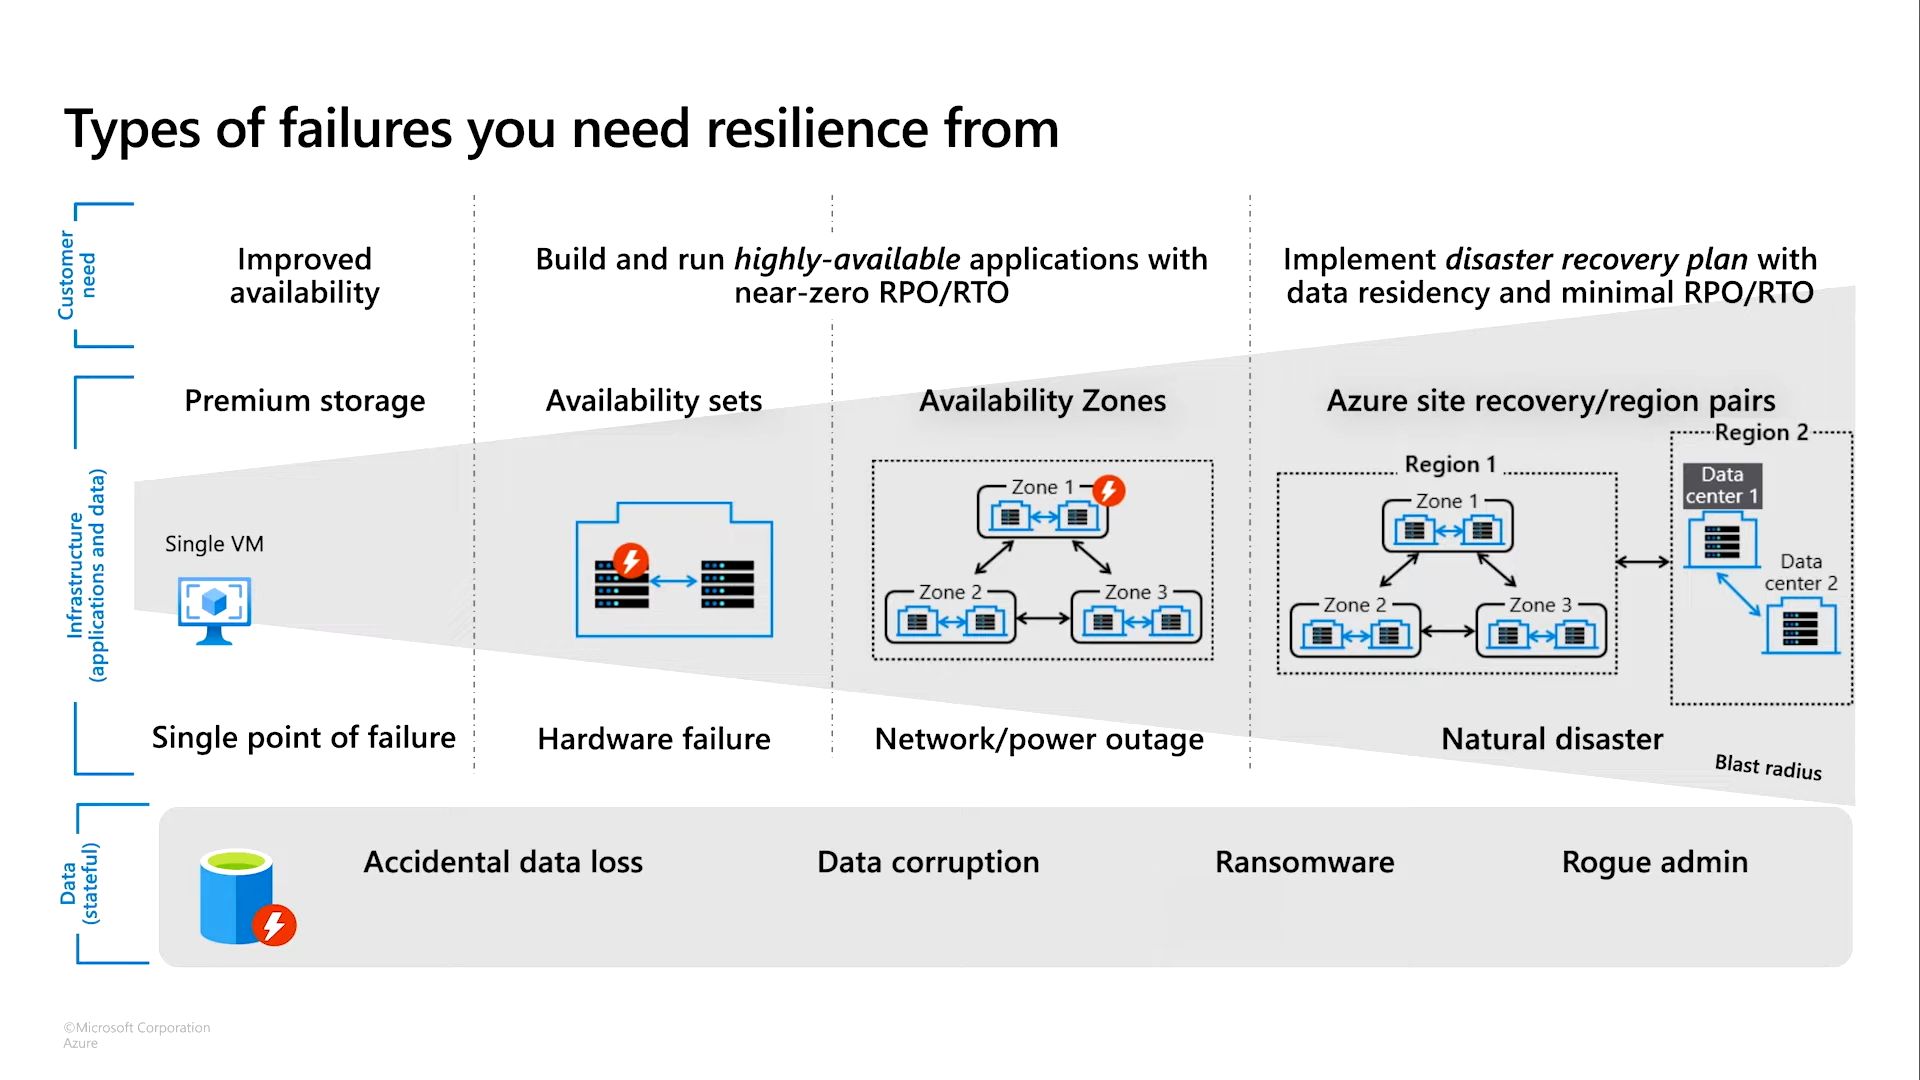 Types of failures you need resilience from
Customer
need
Improved
availability
Build and run highly-available applications with
near-zero RPO/RTO
Implement disaster recovery plan with
data residency and minimal RPO/RTO
Infrastructure
(applications and data)
Premium storage
Availability sets
Availability Zones
Azure site recovery/region pairs
Single VM
Zone 1
Zone 2
Zone 3
Region 1
Zone 1
Zone 2
Zone 3
Region 2
Data
center 1
Data
center 2
Single point of failure
Hardware failure
Network/power outage
Natural disaster
Blast radius
Data
(stateful)
Accidental data loss
Data corruption
Ransomware
Rogue admin
©Microsoft Corporation
Azure